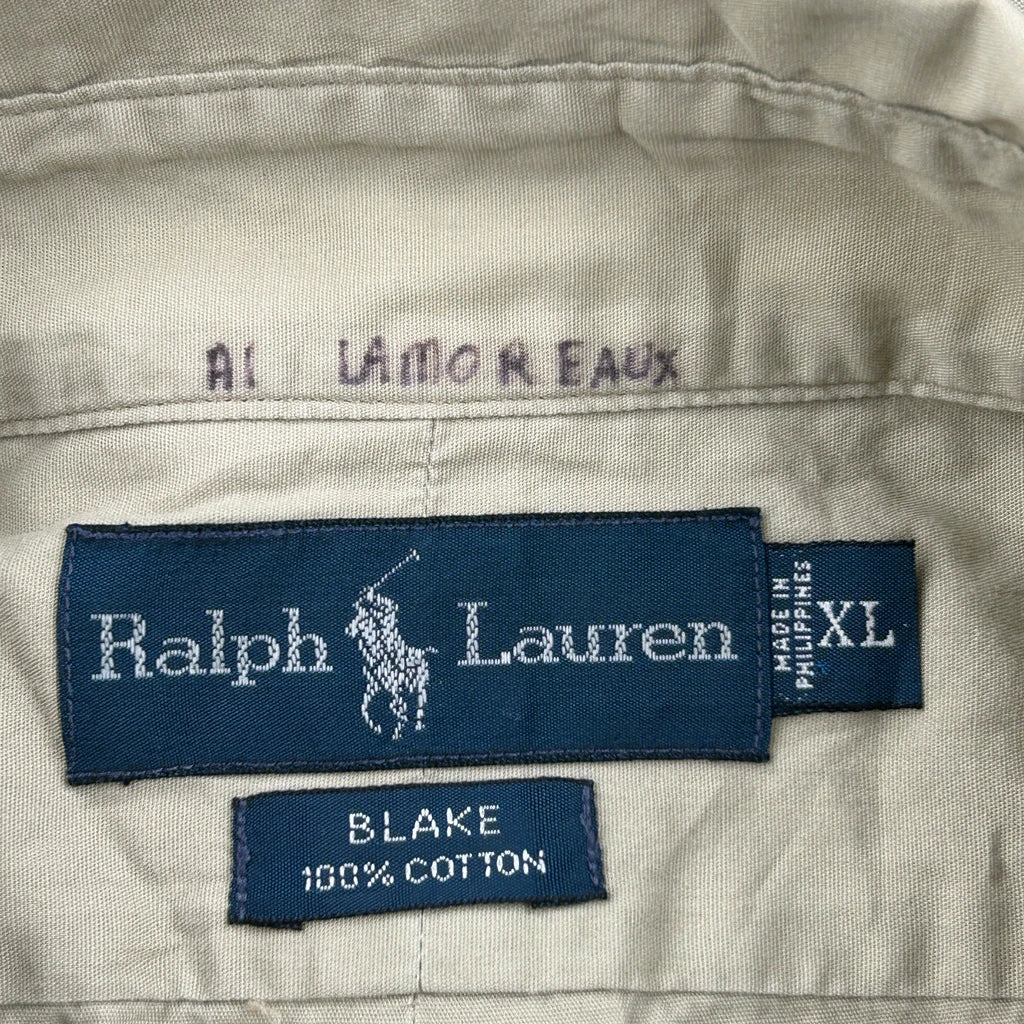 Al LAMOREAUX
Ralph Lauren
MADE IN
PHILIPPINES
XL
BLAKE
100% COTTON